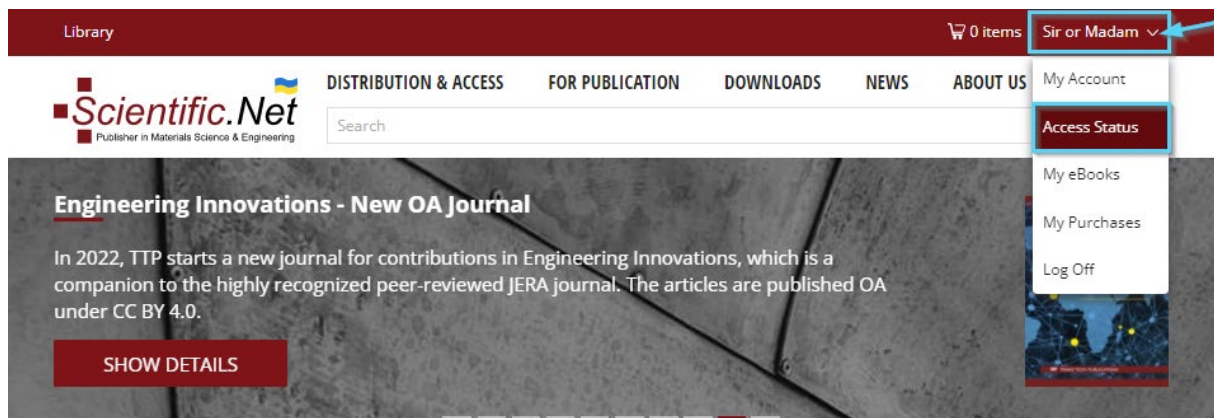 Library
0 items
Sir or Madam
DISTRIBUTION & ACCESS
FOR PUBLICATION
DOWNLOADS
NEWS
ABOUT US
My Account
Scientific.Net
Publisher in Materials Science & Engineering
Search
Access Status
My eBooks
My Purchases
Log Off
Engineering Innovations - New OA Journal
In 2022, TTP starts a new journal for contributions in Engineering Innovations, which is a
companion to the highly recognized peer-reviewed JERA journal. The articles are published OA
under CC BY 4.0.
SHOW DETAILS